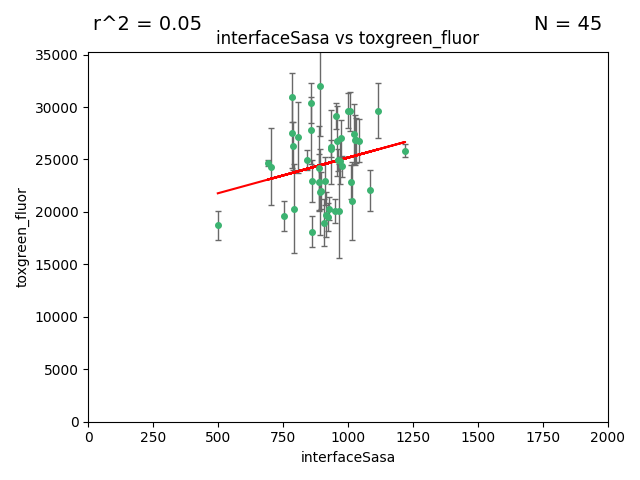 r^2 = 0.05
N = 45
interfaceSasa vs toxgreen_fluor
35000
30000
25000
20000
15000
10000
5000
0
toxgreen_fluor
0 250 500 750 1000 1250 1500 1750 2000
interfaceSasa